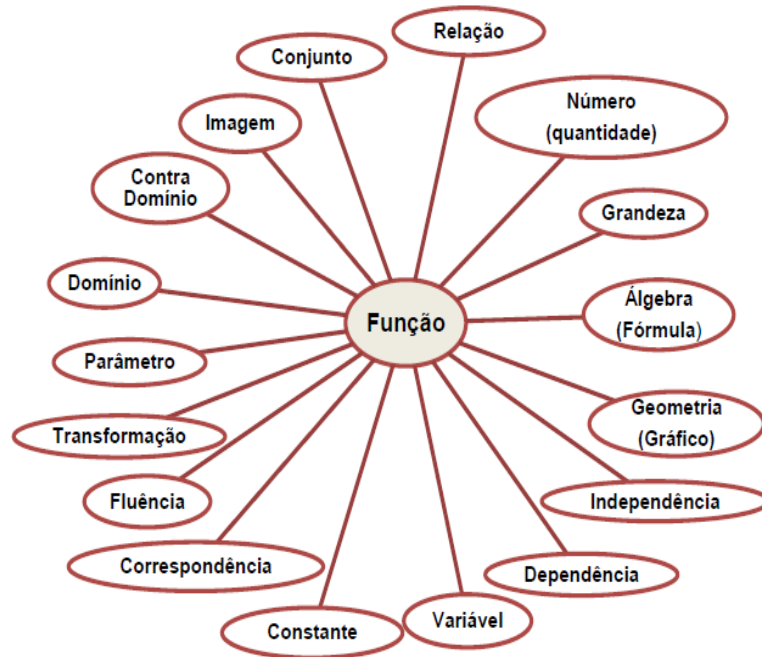 Relação
Conjunto
Número
(quantidade)
Imagem
Contra
Domínio
Grandeza
Domínio
Álgebra
(Fórmula)
Função
Parâmetro
Geometria
(Gráfico)
Transformação
Fluência
Independência
Correspondência
Dependência
Variável
Constante